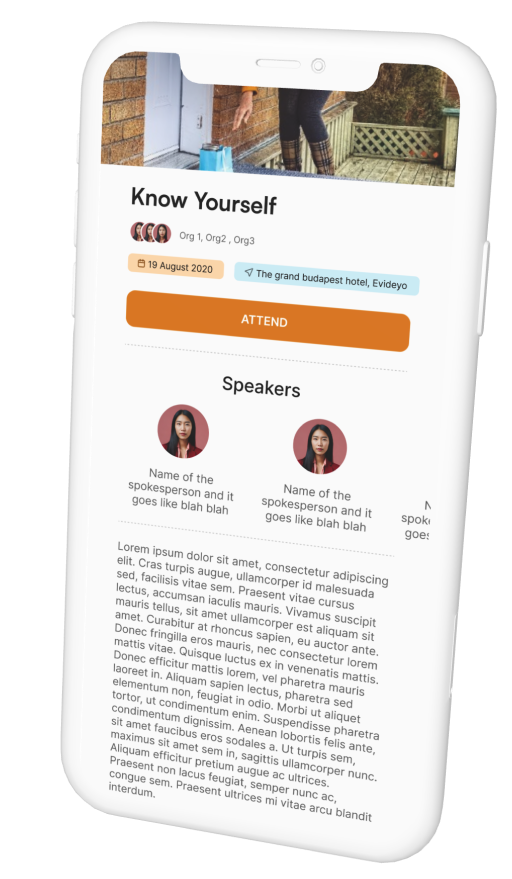 Know Yourself
Org 1, Org2 , Org3
19 August 2020
The grand budapest hotel, Evideyo
ATTEND
Speakers
Name of the
spokesperson and it
goes like blah blah
Name of the
spokesperson and it
goes like blah blah
N
spok
goes
Lorem ipsum dolor sit amet, consectetur adipiscing
elit. Cras turpis augue, ullamcorper id malesuada
sed, facilisis vitae sem. Praesent vitae cursus
lectus, accumsan iaculis mauris. Vivamus suscipit
mauris tellus, sit amet ullamcorper est aliquam sit
amet. Curabitur at rhoncus sapien, eu auctor ante.
Donec fringilla eros mauris, nec consectetur lorem
mattis vitae. Quisque luctus ex in venenatis mattis.
Donec efficitur mattis lorem, vel pharetra mauris
laoreet in. Aliquam sapien lectus, pharetra sed
elementum non, feugiat in odio. Morbi ut aliquet
tortor, ut condimentum enim. Suspendisse pharetra
condimentum dignissim. Aenean lobortis felis ante,
sit amet faucibus eros sodales a. Ut turpis sem,
maximus sit amet sem in, sagittis ullamcorper nunc.
Aliquam efficitur pretium augue ac ultrices.
Praesent non lacus feugiat, semper nunc ac,
congue sem. Praesent ultrices mi vitae arcu blandit
interdum.